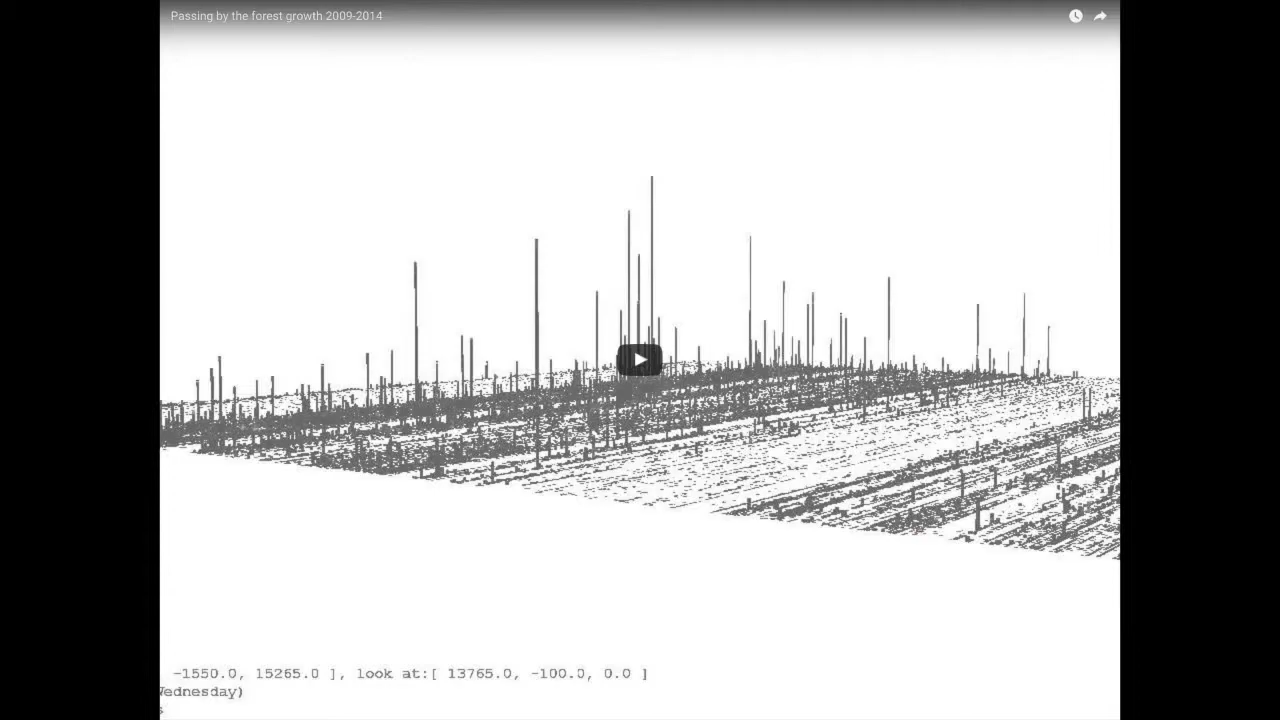 Passing by the forest growth 2009-2014
-1550.0, 15265.0 ], look at:[ 13765.0, -100.0, 0.0 ]
Wednesday)
s